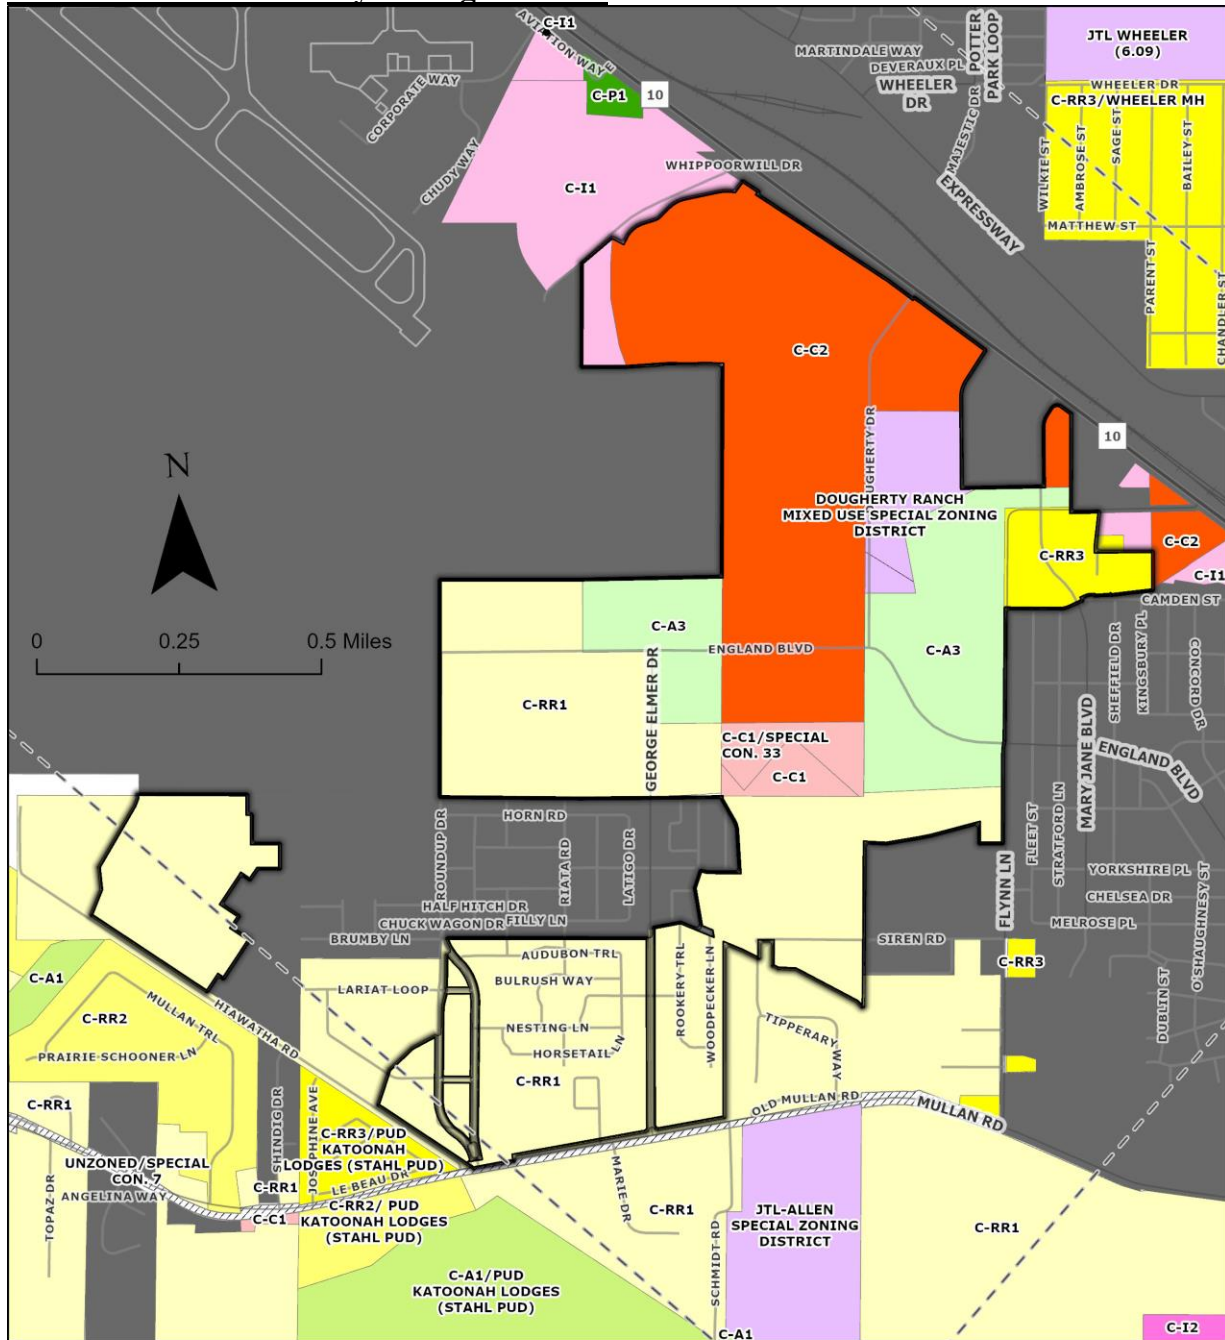 C-I1
AVIATION WAY
E
MARTINDALE WAY
DEVERAUX PL
WHEELER
DR
POTTER
PARK LOOP
JTL WHEELER
(6.09)
WHEELER DR
C-RR3/WHEELER MH
CORPORATE WAY
C-P1
10
CHUDY WAY
WHIPPOORWILL DR
MAJESTIC DR
EXPRESSWAY
WILKIE ST
AMBROSE ST
SAGE ST
BAILEY ST
MATTHEW ST
PARENT ST
CHANDLER ST
C-I1
C-C2
10
N
DOUGHERTY DR
DOUGHERTY RANCH
MIXED USE SPECIAL ZONING
DISTRICT
C-RR3
C-C2
C-I1
CAMDEN ST
0 0.25 0.5 Miles
C-A3
ENGLAND BLVD
C-A3
GEORGE ELMER DR
C-RR1
C-C1/SPECIAL
CON. 33
C-C1
SHEFFIELD DR
KINGSBURY PL
CONCORD DR
MARY JANE BLVD
ENGLAND BLVD
FLEET ST
STRATFORD LN
HORN RD
ROUNDUP DR
RIATA RD
LATIGO DR
HALF HITCH DR
CHUCK WAGON DR
FILLY LN
BRUMBY LN
YORKSHIRE PL
CHELSEA DR
MELROSE PL
FLYNN LN
O'SHAUGHNESY ST
DUBLIN ST
SIREN RD
C-RR3
C-A1
C-RR2
MULLAN TRL
PRAIRIE SCHOONER LN
HIAWATHA RD
LARIAT LOOP
AUDUBON TRL
BULRUSH WAY
NESTING LN
HORSETAIL LN
C-RR1
ROOKERY TRL
WOODPECKER LN
TIPPERARY WAY
OLD MULLAN RD
MULLAN RD
C-RR1
SHINDIG DR
JOSEPHINE AVE
C-RR3/PUD
KATOONAH
LODGES (STAHL PUD)
UNZONED/SPECIAL
CON. 7
ANGELINA WAY
TOPAZ DR
C-RR1
C-C1
LE BEAU DR
C-RR2/ PUD
KATOONAH LODGES
(STAHL PUD)
MARIE DR
C-RR1
SCHMIDT RD
JTL-ALLEN
SPECIAL ZONING
DISTRICT
C-RR1
C-A1/PUD
KATOONAH LODGES
(STAHL PUD)
C-A1
C-I2